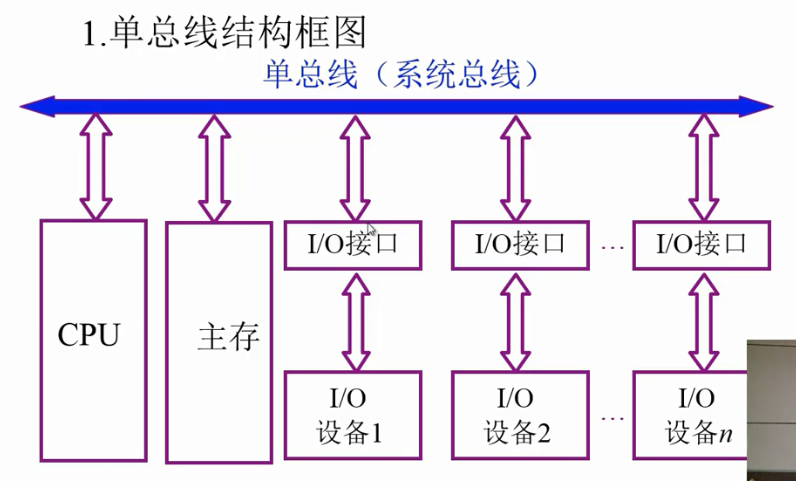 1.单总线结构框图
单总线（系统总线）
CPU
主存
I/O接口
I/O接口
…
I/O接口
I/O
设备1
I/O
设备2
…
I/O
设备n